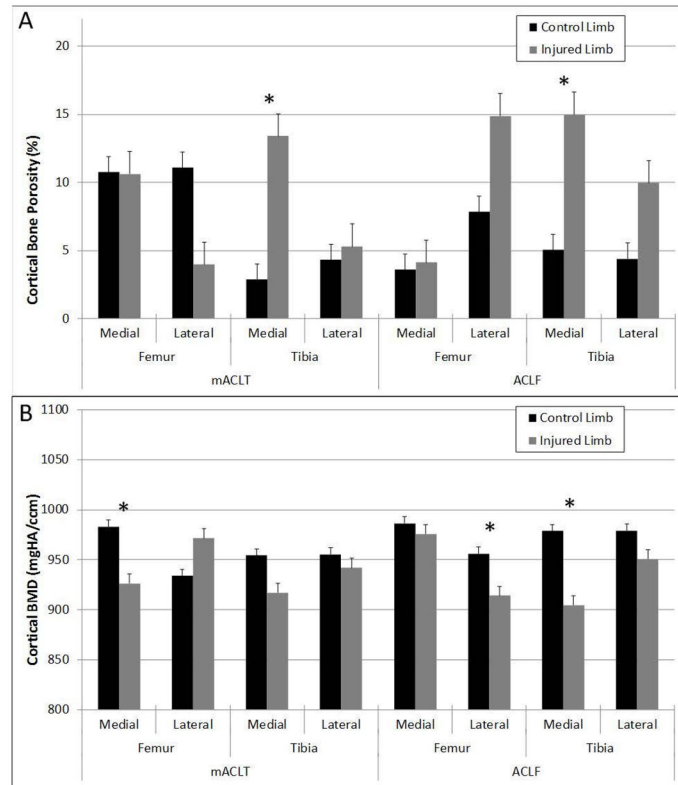 A
Control Limb
Injured Limb
Cortical Bone Porosity (%)
20
15
10
5
0
*
*
Medial Lateral Medial Lateral Medial Lateral Medial Lateral
Femur Tibia Femur Tibia
mACLT ACLF
B
Control Limb
Injured Limb
Cortical BMD (mgHA/ccm)
1100
1050
1000
950
900
850
800
*
*
*
Medial Lateral Medial Lateral Medial Lateral Medial Lateral
Femur Tibia Femur Tibia
mACLT ACLF